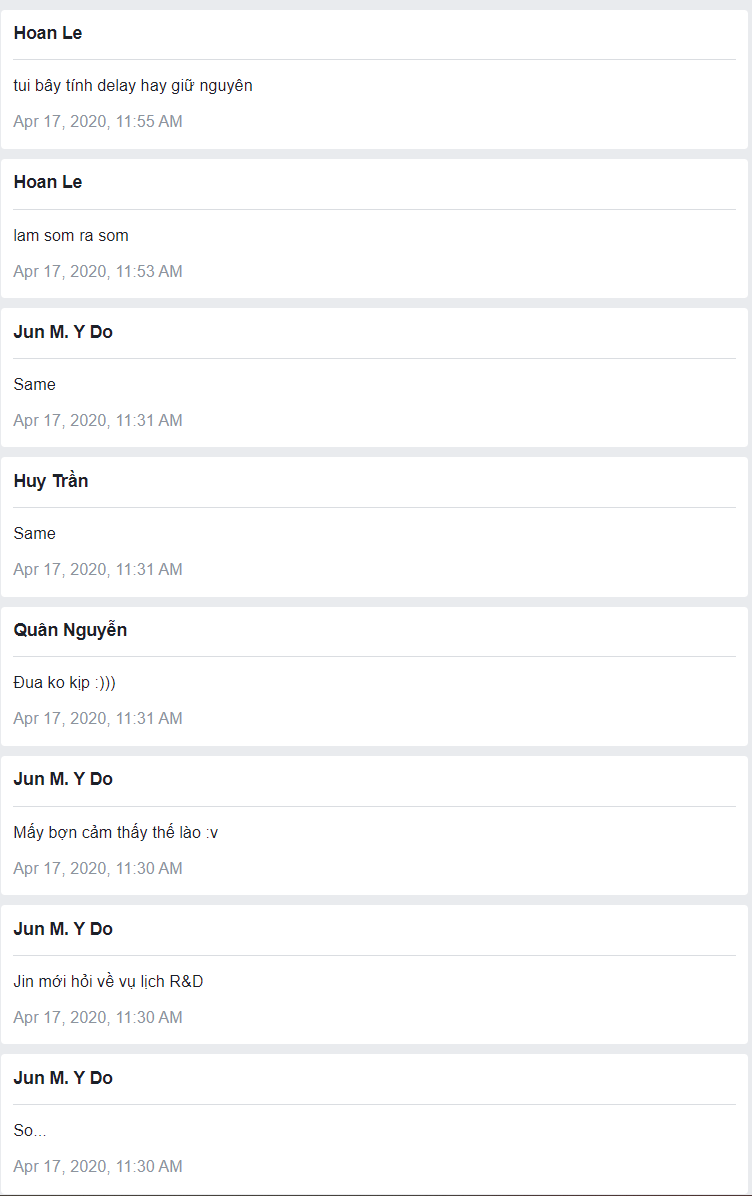 Hoan Le
tui bây tính delay hay giữ nguyên
Apr 17, 2020, 11:55 AM
Hoan Le
lam som ra som
Apr 17, 2020, 11:53 AM
Jun M. Y Do
Same
Apr 17, 2020, 11:31 AM
Huy Trần
Same
Apr 17, 2020, 11:31 AM
Quân Nguyễn
Đua ko kịp :)))
Apr 17, 2020, 11:31 AM
Jun M. Y Do
Mấy bợn cảm thấy thế lào :v
Apr 17, 2020, 11:30 AM
Jun M. Y Do
Jin mới hỏi về vụ lịch R&D
Apr 17, 2020, 11:30 AM
Jun M. Y Do
So...
Apr 17, 2020, 11:30 AM